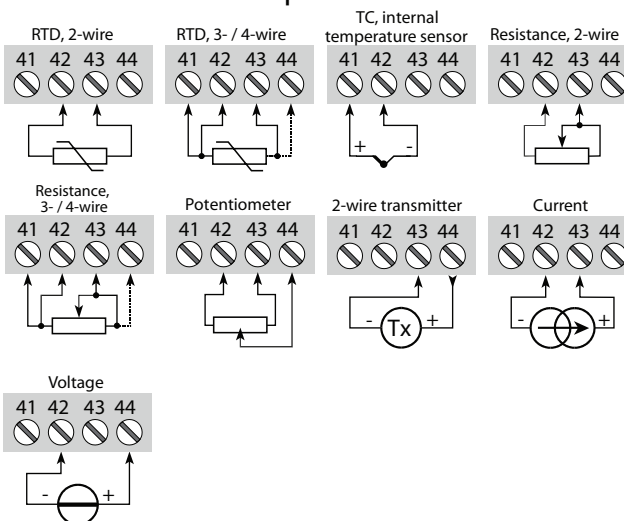 RTD, 2-wire
41 42 43 44
RTD, 3- / 4-wire
41 42 43 44
TC, internal
temperature sensor
41 42 43 44
+ -
Resistance, 2-wire
41 42 43 44
Resistance,
3- / 4-wire
41 42 43 44
Potentiometer
41 42 43 44
2-wire transmitter
41 42 43 44
- Tx +
Current
41 42 43 44
- +
Voltage
41 42 43 44
- +